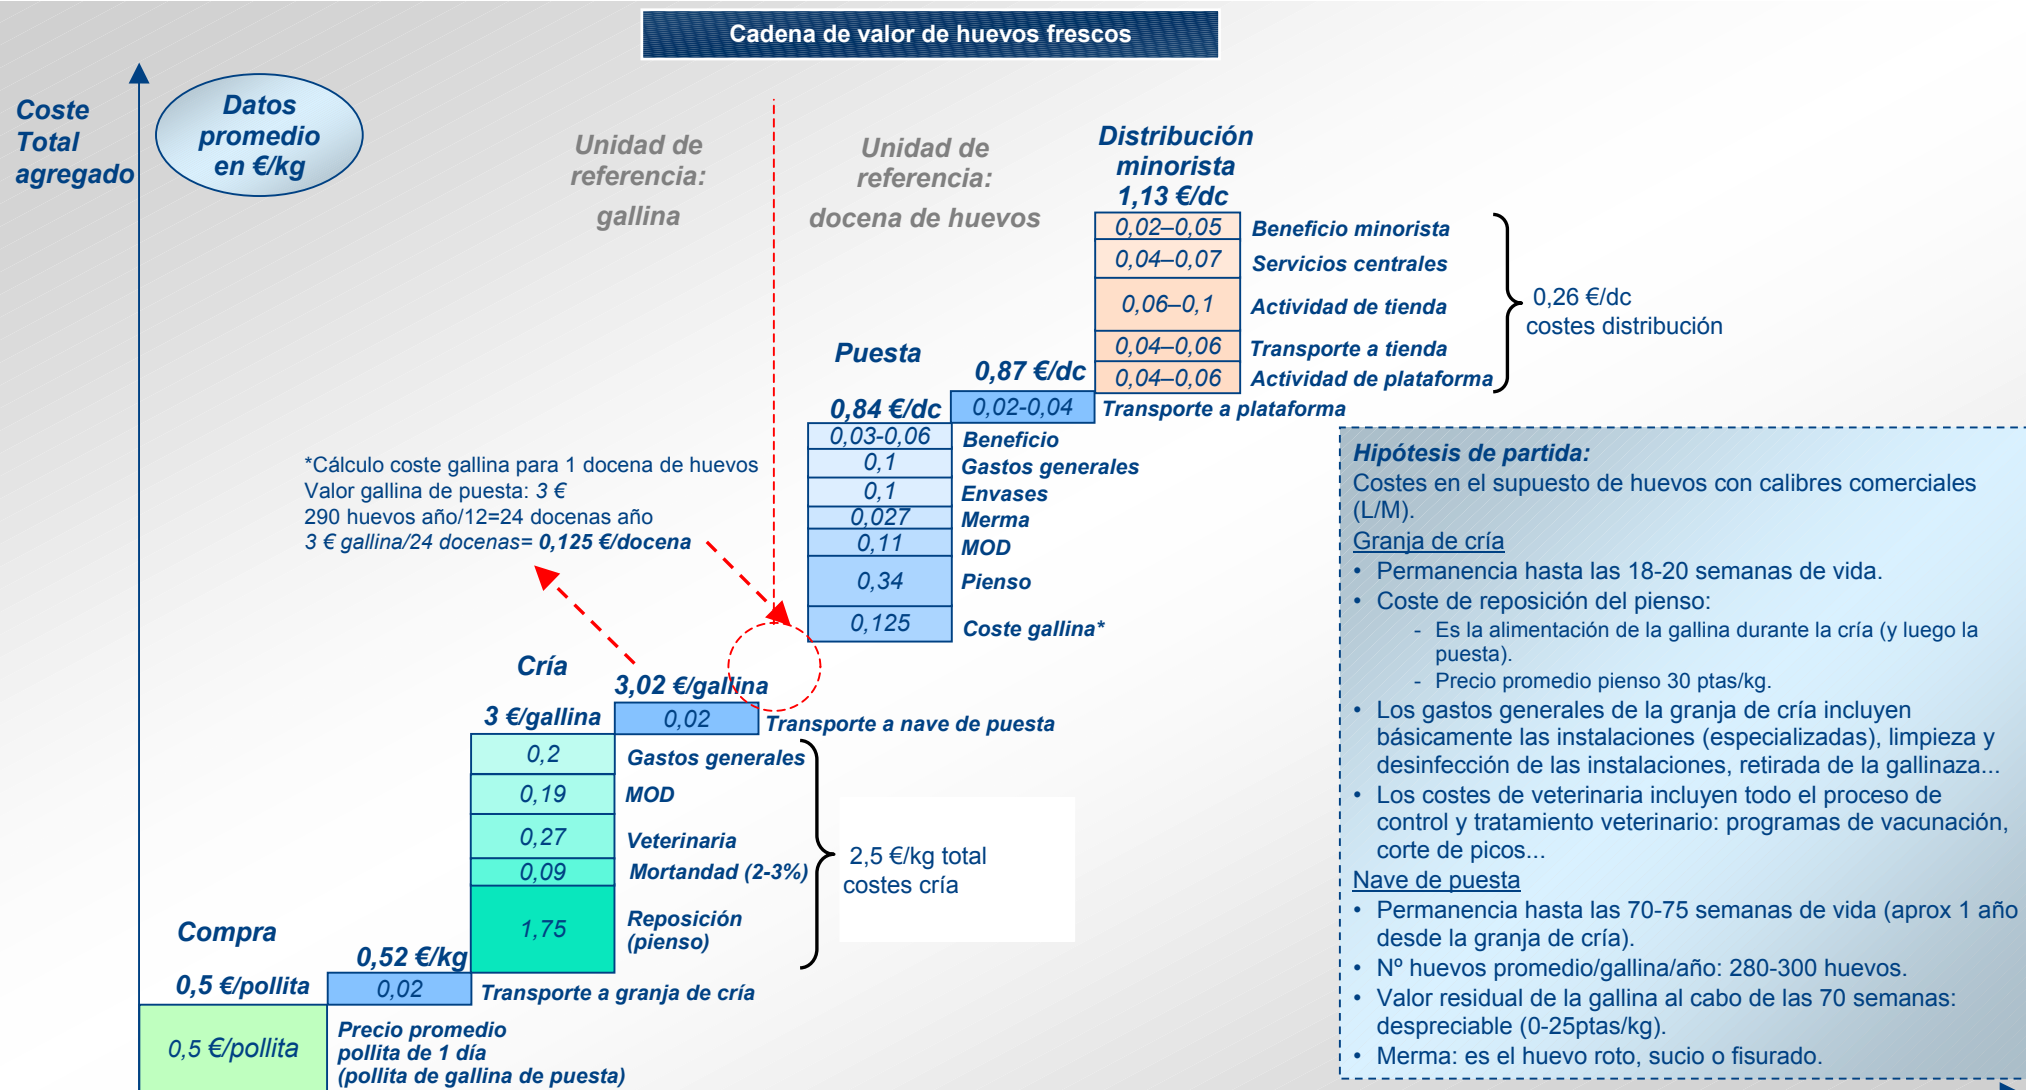 Cadena de valor de huevos frescos
Coste
Total
agregado
Datos
promedio
en €/kg
Unidad de
referencia:
gallina
Unidad de
referencia:
docena de huevos
Distribución
minorista
1,13 €/dc
0,02–0,05 Beneficio minorista
0,04–0,07 Servicios centrales
0,06–0,1 Actividad de tienda
0,04–0,06 Transporte a tienda
0,04–0,06 Actividad de plataforma
0,26 €/dc
costes distribución
Puesta
0,87 €/dc
0,84 €/dc
0,02-0,04 Transporte a plataforma
0,03-0,06 Beneficio
0,1 Gastos generales
0,1 Envases
0,027 Merma
0,11 MOD
0,34 Pienso
0,125 Coste gallina*
*Cálculo coste gallina para 1 docena de huevos
Valor gallina de puesta: 3 €
290 huevos año/12=24 docenas año
3 € gallina/24 docenas= 0,125 €/docena
Cría
3,02 €/gallina
3 €/gallina
0,02 Transporte a nave de puesta
0,2 Gastos generales
0,19 MOD
0,27 Veterinaria
0,09 Mortandad (2-3%)
1,75 Reposición
(pienso)
2,5 €/kg total
costes cría
Compra
0,52 €/kg
0,5 €/pollita
0,02 Transporte a granja de cría
0,5 €/pollita
Precio promedio
pollita de 1 día
(pollita de gallina de puesta)
Hipótesis de partida:
Costes en el supuesto de huevos con calibres comerciales
(L/M).
Granja de cría
• Permanencia hasta las 18-20 semanas de vida.
• Coste de reposición del pienso:
- Es la alimentación de la gallina durante la cría (y luego la
puesta).
- Precio promedio pienso 30 ptas/kg.
• Los gastos generales de la granja de cría incluyen
básicamente las instalaciones (especializadas), limpieza y
desinfección de las instalaciones, retirada de la gallinaza...
• Los costes de veterinaria incluyen todo el proceso de
control y tratamiento veterinario: programas de vacunación,
corte de picos...
Nave de puesta
• Permanencia hasta las 70-75 semanas de vida (aprox 1 año
desde la granja de cría).
• Nº huevos promedio/gallina/año: 280-300 huevos.
• Valor residual de la gallina al cabo de las 70 semanas:
despreciable (0-25ptas/kg).
• Merma: es el huevo roto, sucio o fisurado.